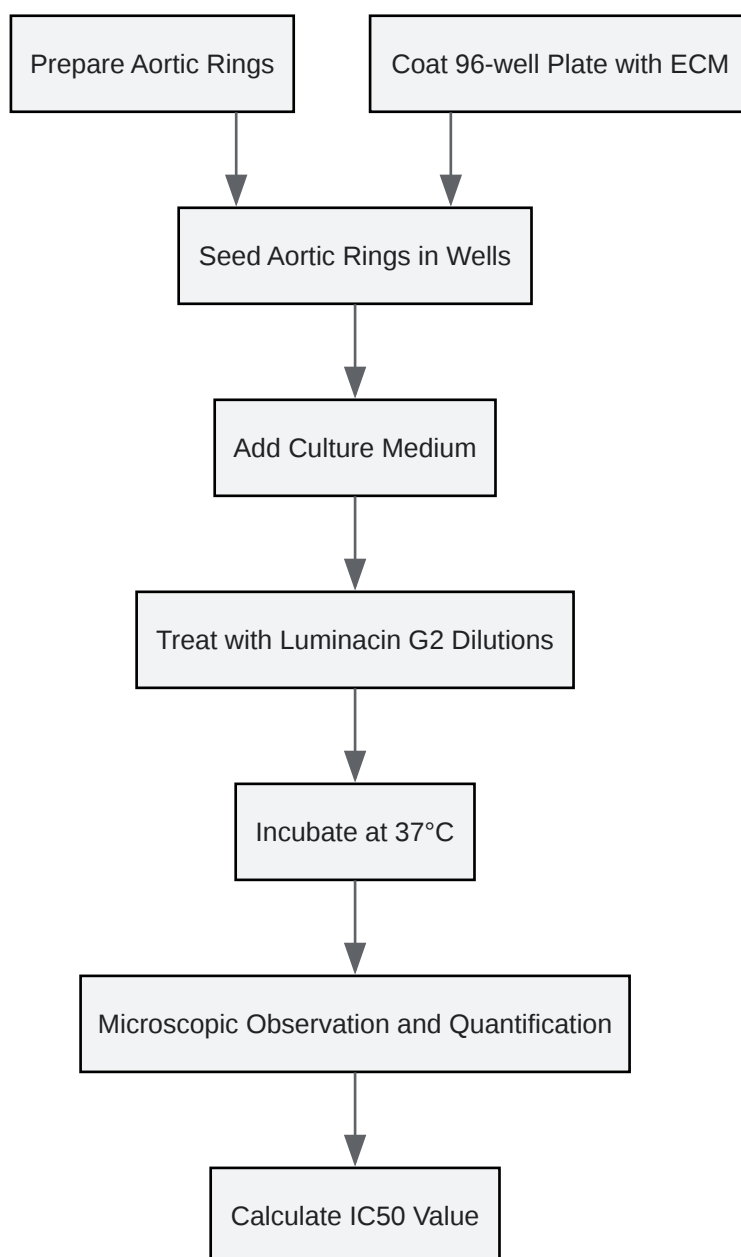 Prepare Aortic Rings
Coat 96-well Plate with ECM
Seed Aortic Rings in Wells
Add Culture Medium
Treat with Luminacin G2 Dilutions
Incubate at 37°C
Microscopic Observation and Quantification
Calculate IC50 Value